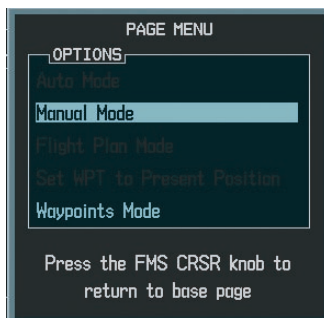 PAGE MENU
OPTIONS
Auto Mode
Manual Mode
Flight Plan Mode
Set WPT to Present Position
Waypoints Mode
Press the FMS CRSR knob to
return to base page